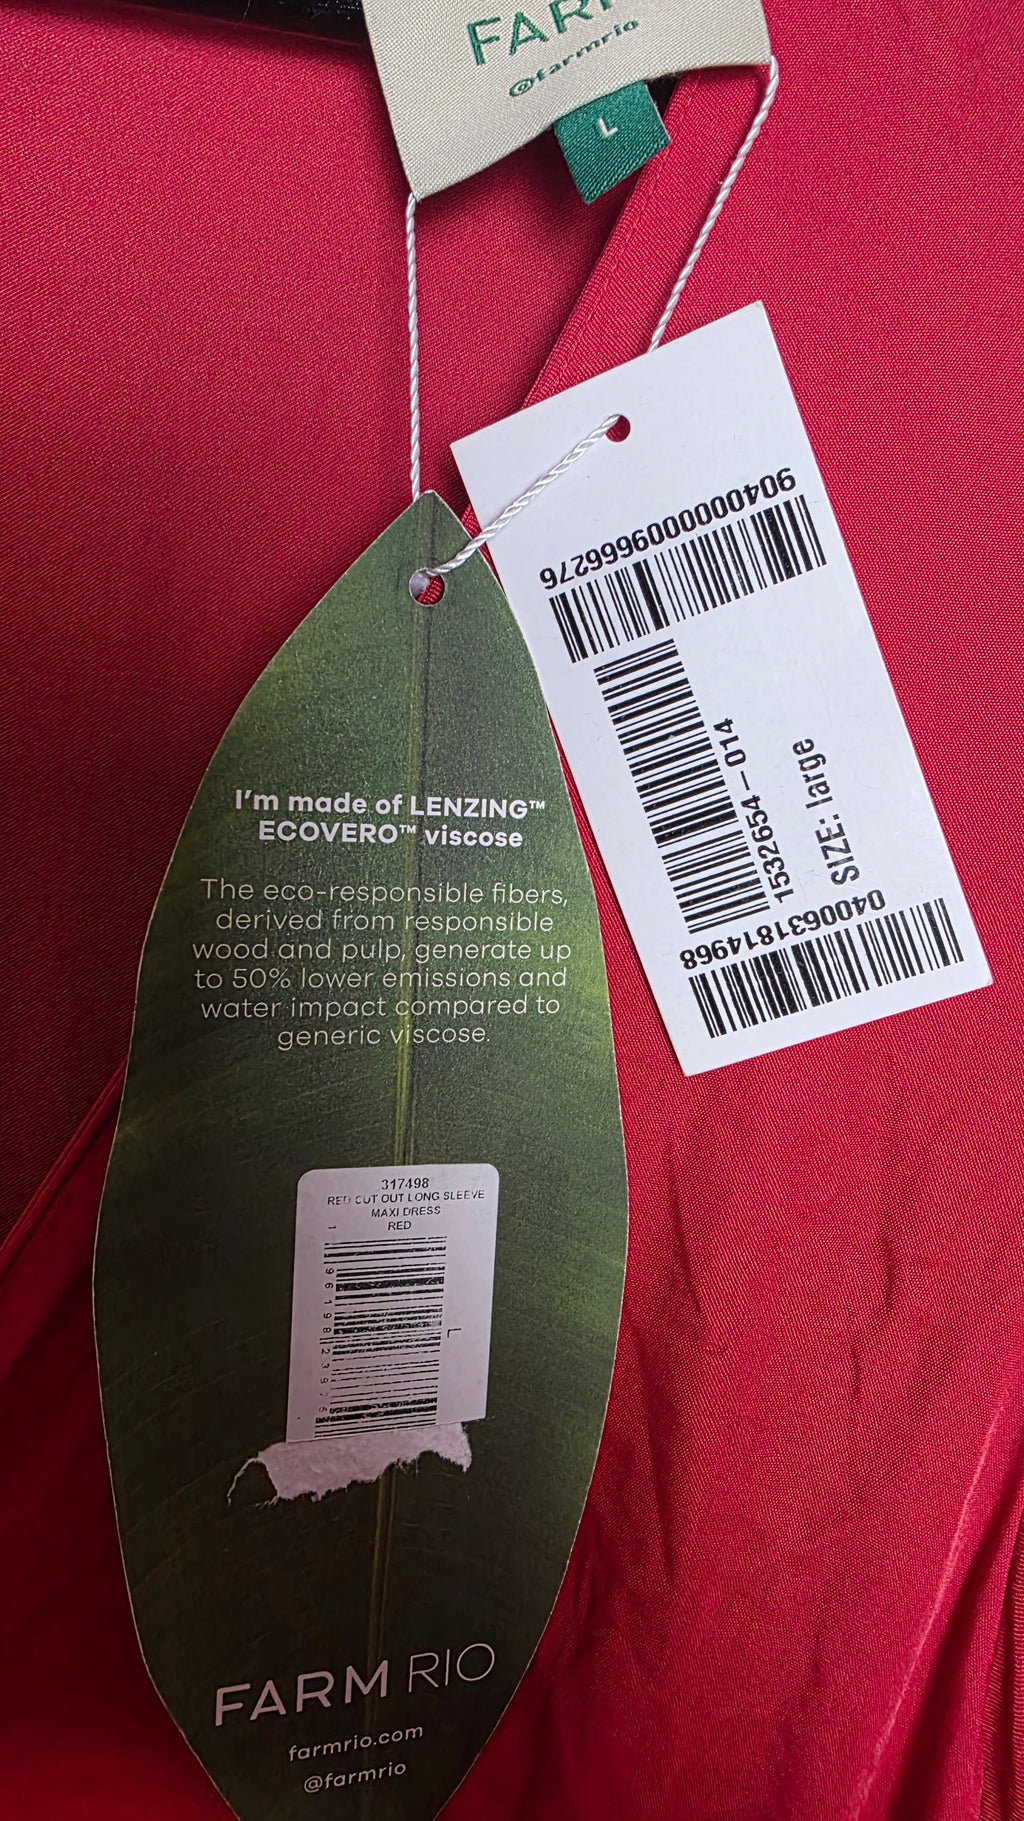 FARM
@farmrio
L
9040000009666276
1532654-014
SIZE: large
0400631814968
I'm made of LENZING™
ECOVERO™ viscose
The eco-responsible fibers,
derived from responsible
wood and pulp, generate up
to 50% lower emissions and
water impact compared to
generic viscose.
317498
RED CUT OUT LONG SLEEVE
MAXI DRESS
RED
L
FARM RIO
farmrio.com
@farmrio